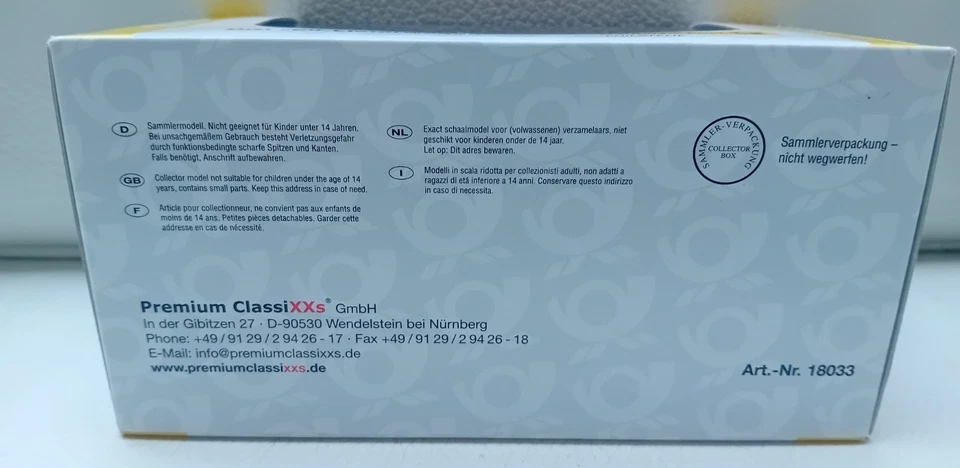 D
Sammlermodell. Nicht geeignet für Kinder unter 14 Jahren.
Bei unsachgemäßem Gebrauch besteht Verletzungsgefahr
durch funktionsbedingte scharfe Spitzen und Kanten.
Falls benötigt, Anschrift aufbewahren.
GB
Collector model not suitable for children under the age of 14
years, contains small parts. Keep this address in case of need.
F
Article pour collectionneur, ne convient pas aux enfants de
moins de 14 ans. Petites pièces detachables. Garder cette
addresse en cas de nécessité.
NL
Exact schaalmodel voor (volwassenen) verzamelaars, niet
geschikt voor kinderen onder de 14 jaar.
Let op: Dit adres bewaren.
I
Modelli in scala ridotta per collezionisti adulti, non adatti a
ragazzi di etá inferiore a 14 anni. Conservare questo indirizzo
in caso di necessita.
SAMMLER-VERPACKUNG
COLLECTOR
BOX
Sammlerverpackung –
nicht wegwerfen!
Premium ClassiXXs® GmbH
In der Gibitzen 27 · D-90530 Wendelstein bei Nürnberg
Phone: +49 / 91 29 / 2 94 26 - 17 · Fax +49 / 91 29 / 2 94 26 - 18
E-Mail: info@premiumclassixxs.de
www.premiumclassixxs.de
Art.-Nr. 18033